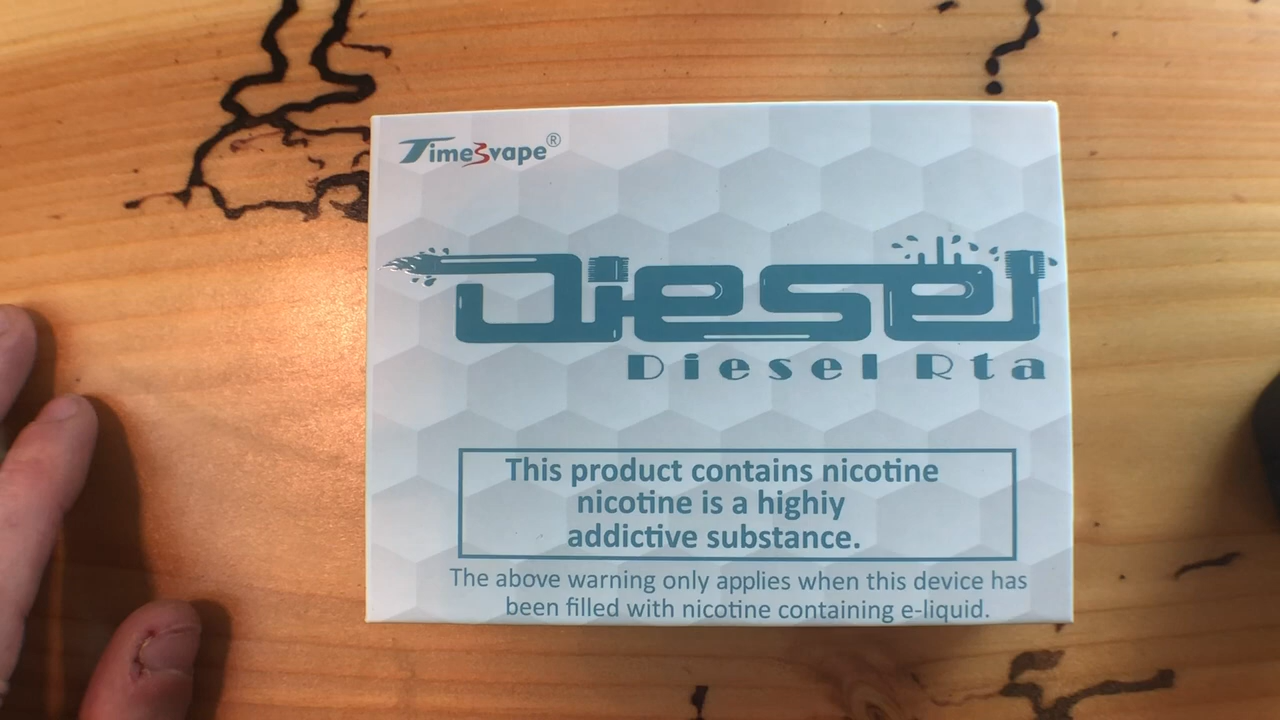 Timesvape®
Diesel
Diesel Rta
This product contains nicotine
nicotine is a highiy
addictive substance.
The above warning only applies when this device has
been filled with nicotine containing e-liquid.